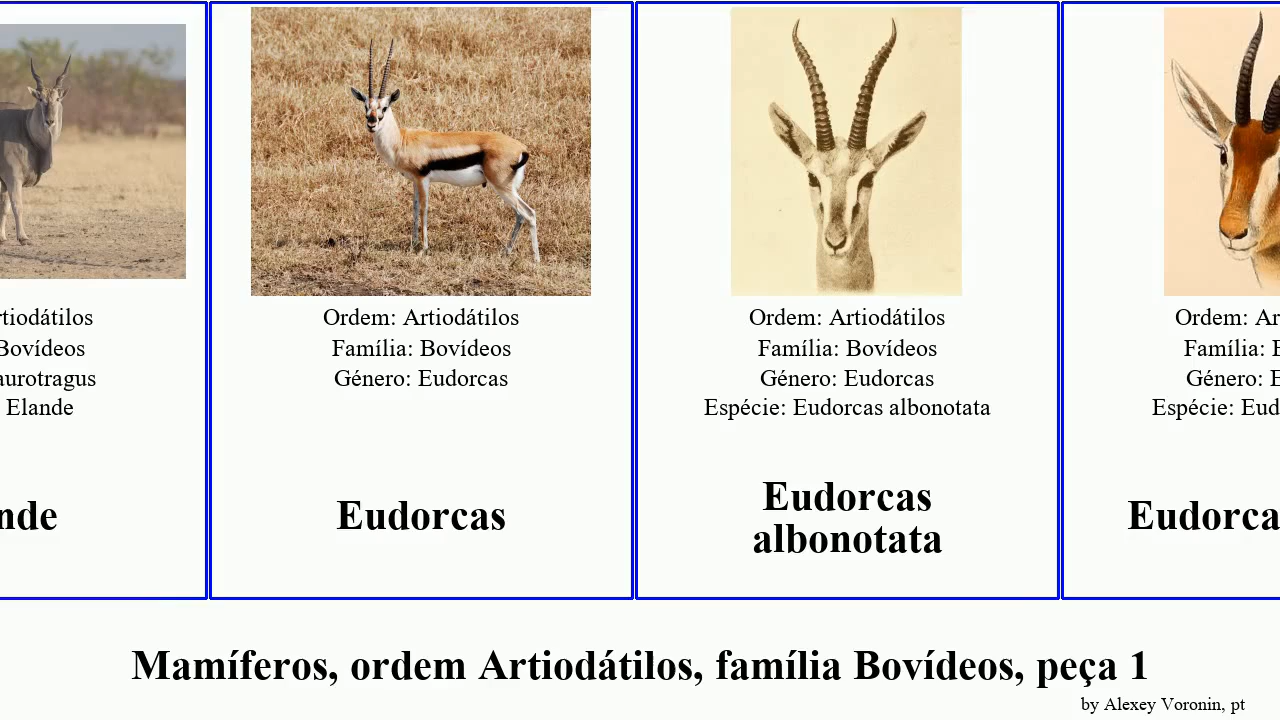 rtiodátilos
Bovídeos
aurotragus
Elande
nde
Ordem: Artiodátilos
Família: Bovídeos
Género: Eudorcas
Eudorcas
Ordem: Artiodátilos
Família: Bovídeos
Género: Eudorcas
Espécie: Eudorcas albonotata
Eudorcas
albonotata
Ordem: Ar
Família: B
Género: E
Espécie: Eud
Eudorca
Mamíferos, ordem Artiodátilos, família Bovídeos, peça 1
by Alexey Voronin, pt